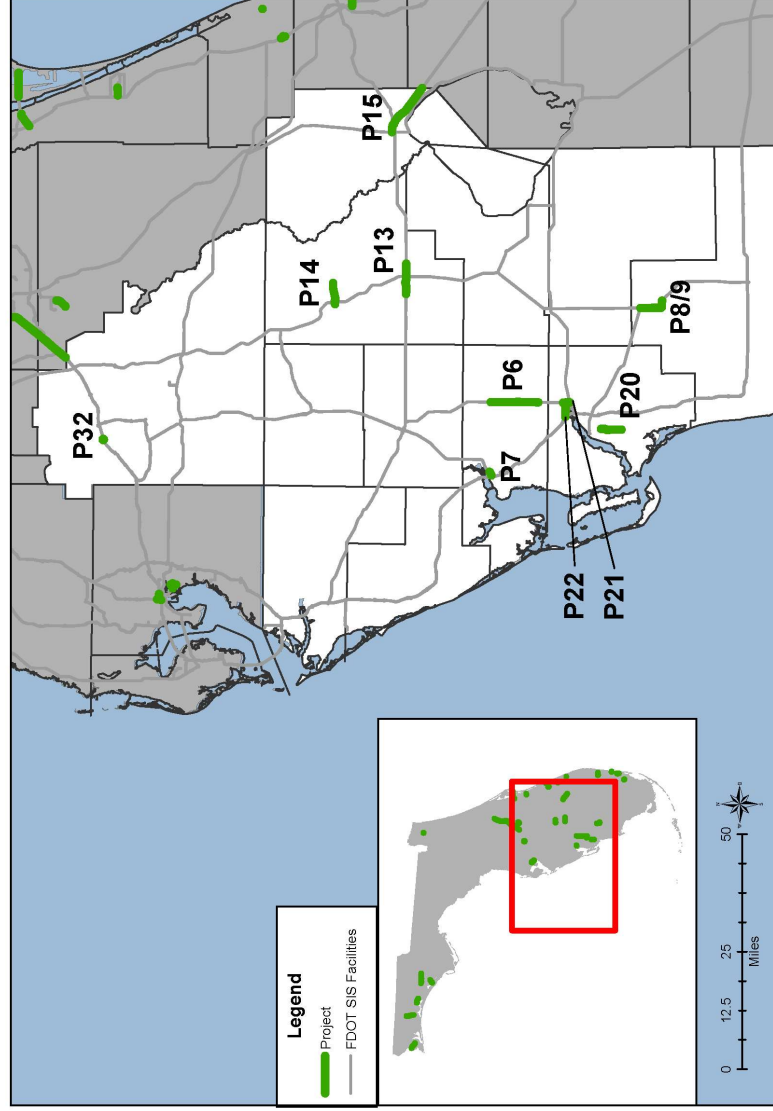 P32
P14
P13
P15
P6
P7
P8/9
P20
P22
P21
Legend
Project
FDOT SIS Facilities
0 12.5 25 50
Miles